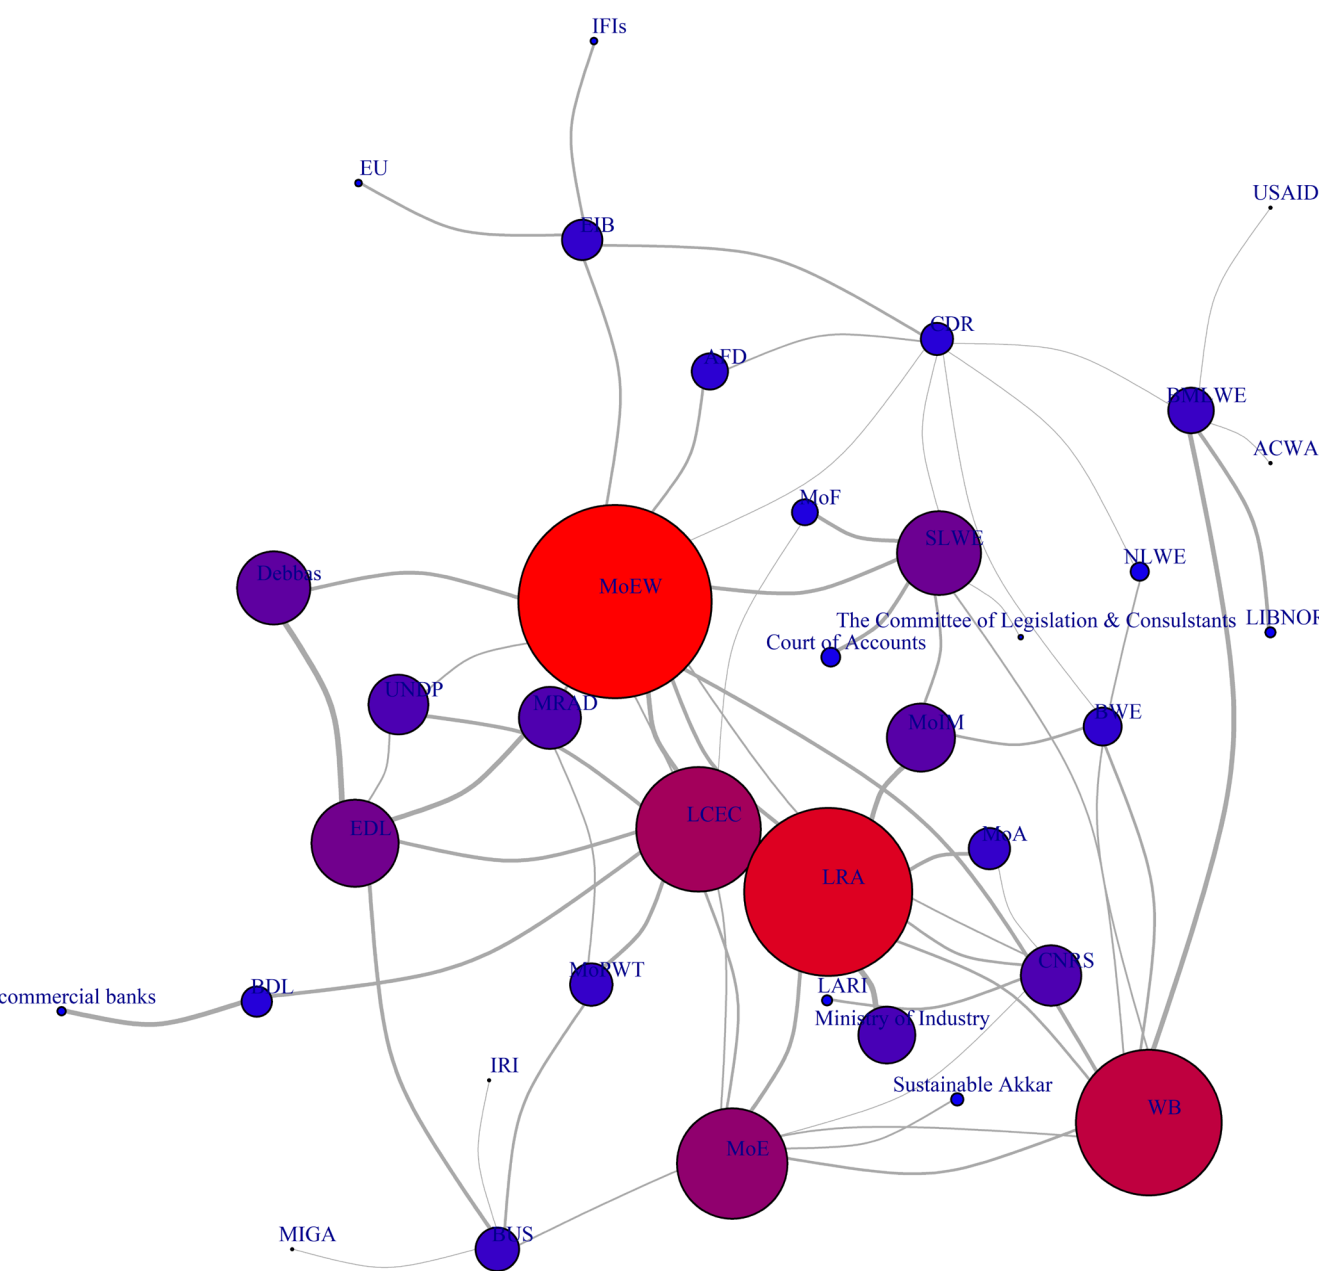 IFIs
EU
USAID
EIB
CDR
AFD
BMLWE
ACWA
MoF
SLWE
NLWE
Debbas
MoEW
The Committee of Legislation & Consulstants
LIBNOR
Court of Accounts
UNDP
MRAD
MoIM
BWE
LCEC
EDL
MoA
LRA
CNRS
MoPWT
LARI
BDL
commercial banks
Ministry of Industry
IRI
Sustainable Akkar
WB
MoE
MIGA
BUS